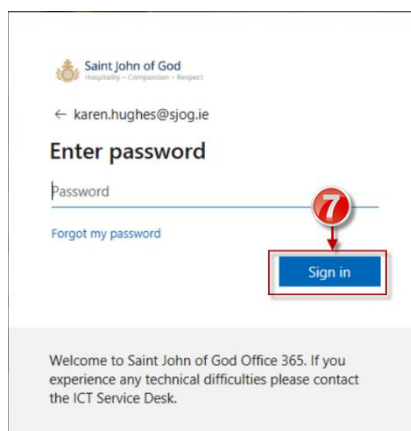 Saint John of God
Hospitality – Compassion – Respect
← karen.hughes@sjog.ie
Enter password
Password
7
Forgot my password
Sign in
Welcome to Saint John of God Office 365. If you
experience any technical difficulties please contact
the ICT Service Desk.